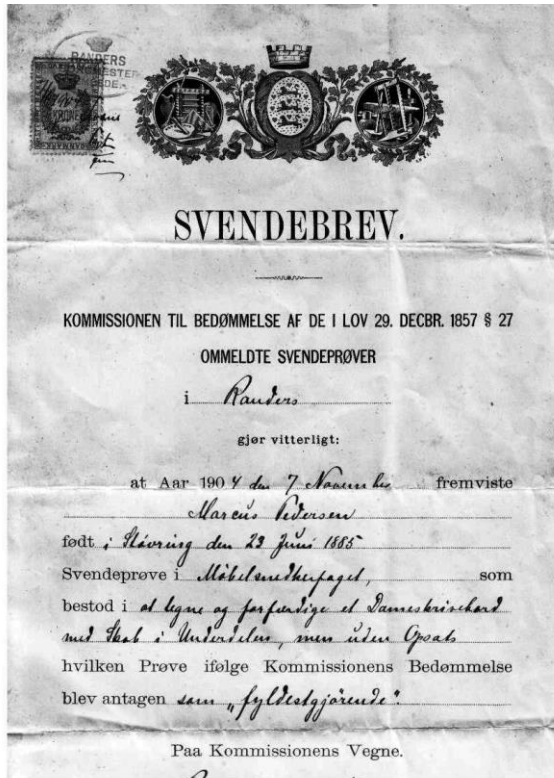 RANDERS
KRONE
SVENDEBREV.
KOMMISSIONEN TIL BEDØMMELSE AF DE I LOV 29. DECBR. 1857 § 27
OMMELDTE SVENDEPRØVER
i Randers
gjør vitterligt:
at Aar 1904 den 7 November fremviste
Marcus Pedersen
født i Støvring den 23 Juni 1885
Svendeprøve i Møbelsnedkerfaget, som
bestod i at tegne og forfærdige et Dameskrivebord
med Skab i Underdelen, men uden Opsats
hvilken Prøve ifølge Kommissionens Bedømmelse
blev antagen som „fyldestgjørende".
Paa Kommissionens Vegne.